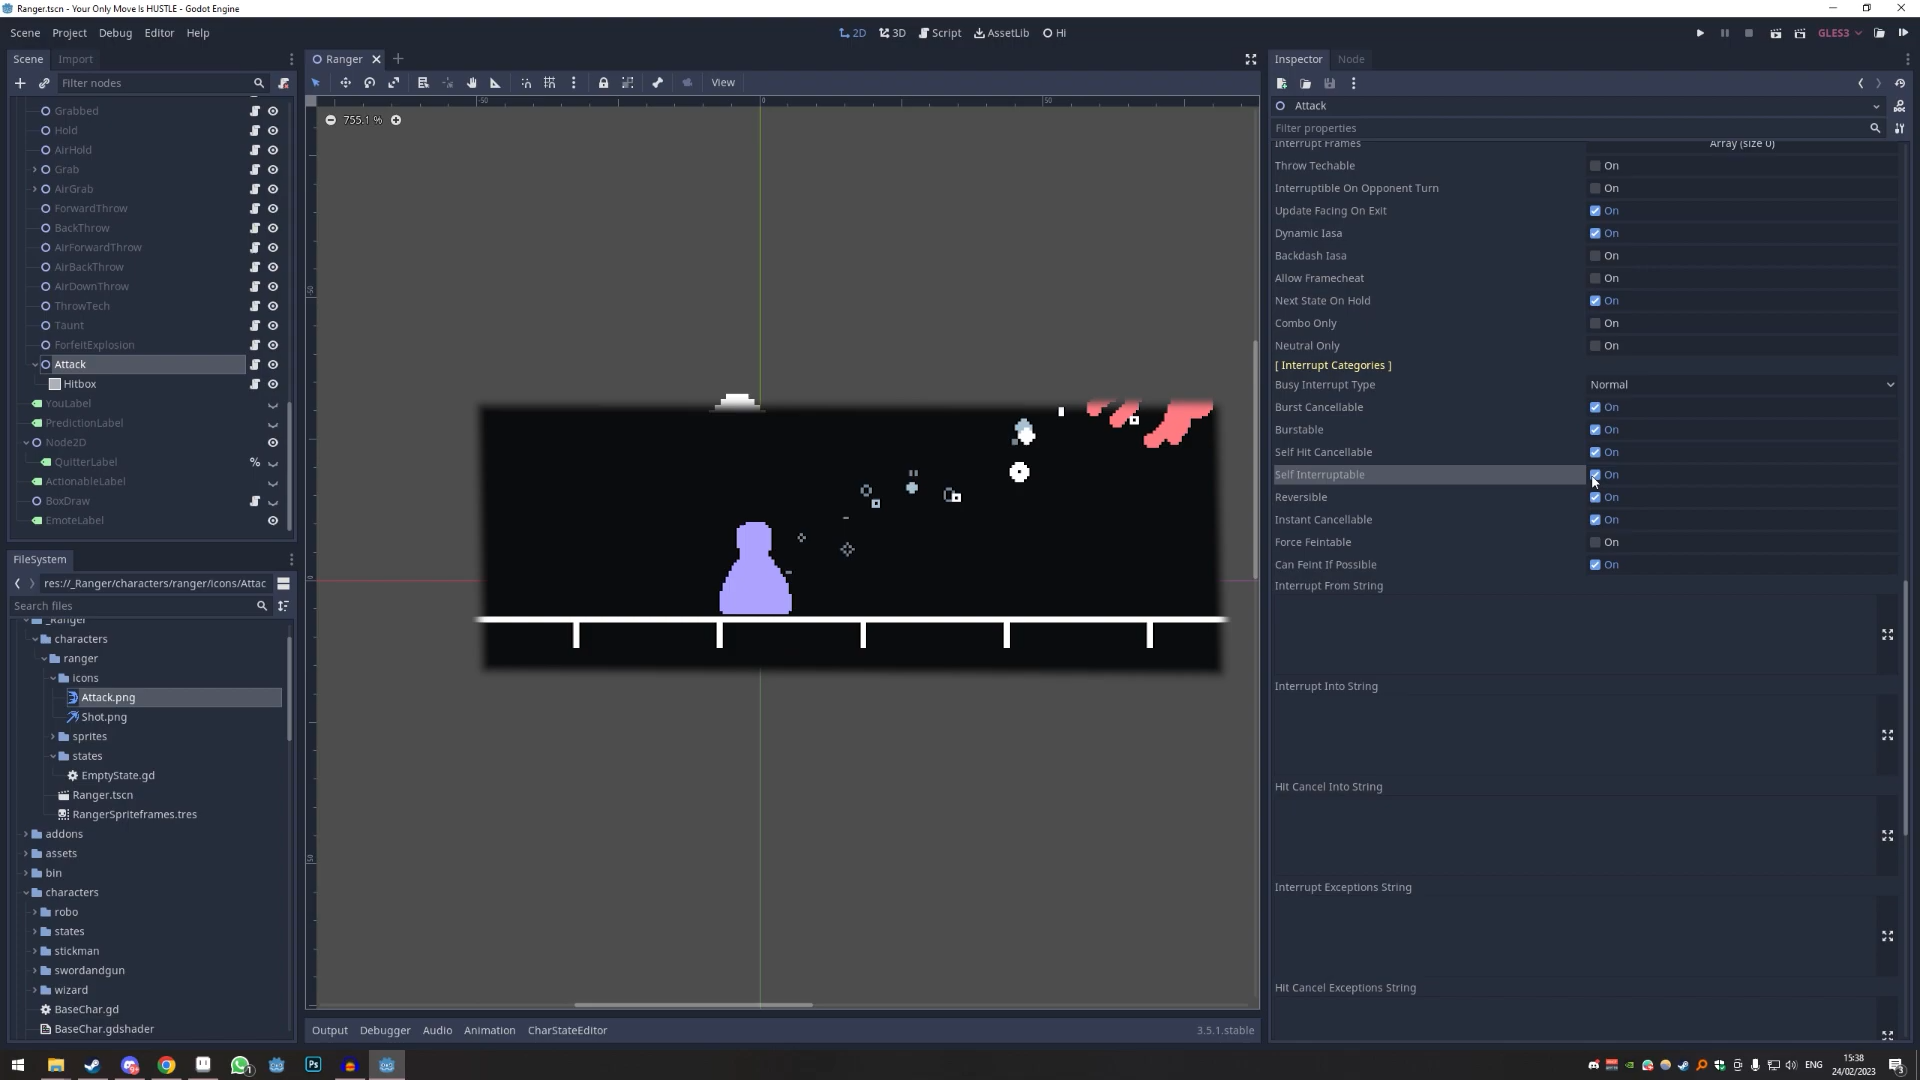 Ranger.tscn - Your Only Move Is HUSTLE - Godot Engine
Scene Project Debug Editor Help
2D 3D Script AssetLib Hi
GLES3
Scene Import
Filter nodes
Grabbed
Hold
AirHold
Grab
AirGrab
ForwardThrow
BackThrow
AirForwardThrow
AirBackThrow
AirDownThrow
ThrowTech
Taunt
ForfeitExplosion
Attack
Hitbox
YouLabel
PredictionLabel
Node2D
QuitterLabel %
ActionableLabel
BoxDraw
EmoteLabel
FileSystem
res://_Ranger/characters/ranger/icons/Attac
Search files
_Ranger
characters
ranger
icons
Attack.png
Shot.png
sprites
states
EmptyState.gd
Ranger.tscn
RangerSpriteframes.tres
addons
assets
bin
characters
robo
states
stickman
swordandgun
wizard
BaseChar.gd
BaseChar.gdshader
Ranger
View
-50 0 50
755.1 %
Output Debugger Audio Animation CharStateEditor 3.5.1.stable
Inspector Node
Attack
Filter properties
Interrupt Frames Array (size 0)
Throw Techable On
Interruptible On Opponent Turn On
Update Facing On Exit On
Dynamic Iasa On
Backdash Iasa On
Allow Framecheat On
Next State On Hold On
Combo Only On
Neutral Only On
[ Interrupt Categories ]
Busy Interrupt Type Normal
Burst Cancellable On
Burstable On
Self Hit Cancellable On
Self Interruptable On
Reversible On
Instant Cancellable On
Force Feintable On
Can Feint If Possible On
Interrupt From String
Interrupt Into String
Hit Cancel Into String
Interrupt Exceptions String
Hit Cancel Exceptions String
ENG
15:38
24/02/2023